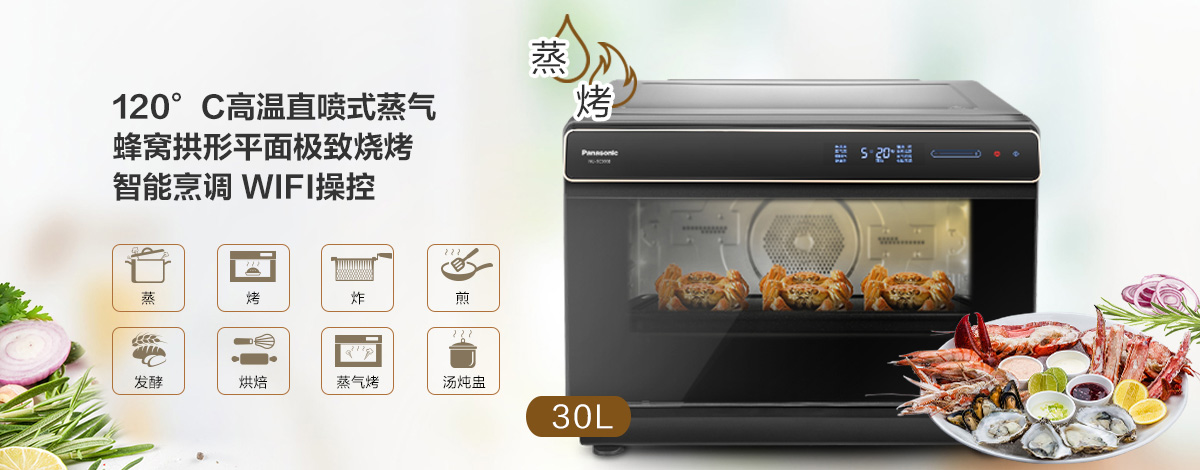 120°C高温直喷式蒸气
蜂窝拱形平面极致烧烤
智能烹调 WIFI操控
蒸
烤
炸
煎
发酵
烘焙
蒸气烤
汤炖盅
蒸
烤
Panasonic
5 20
30L